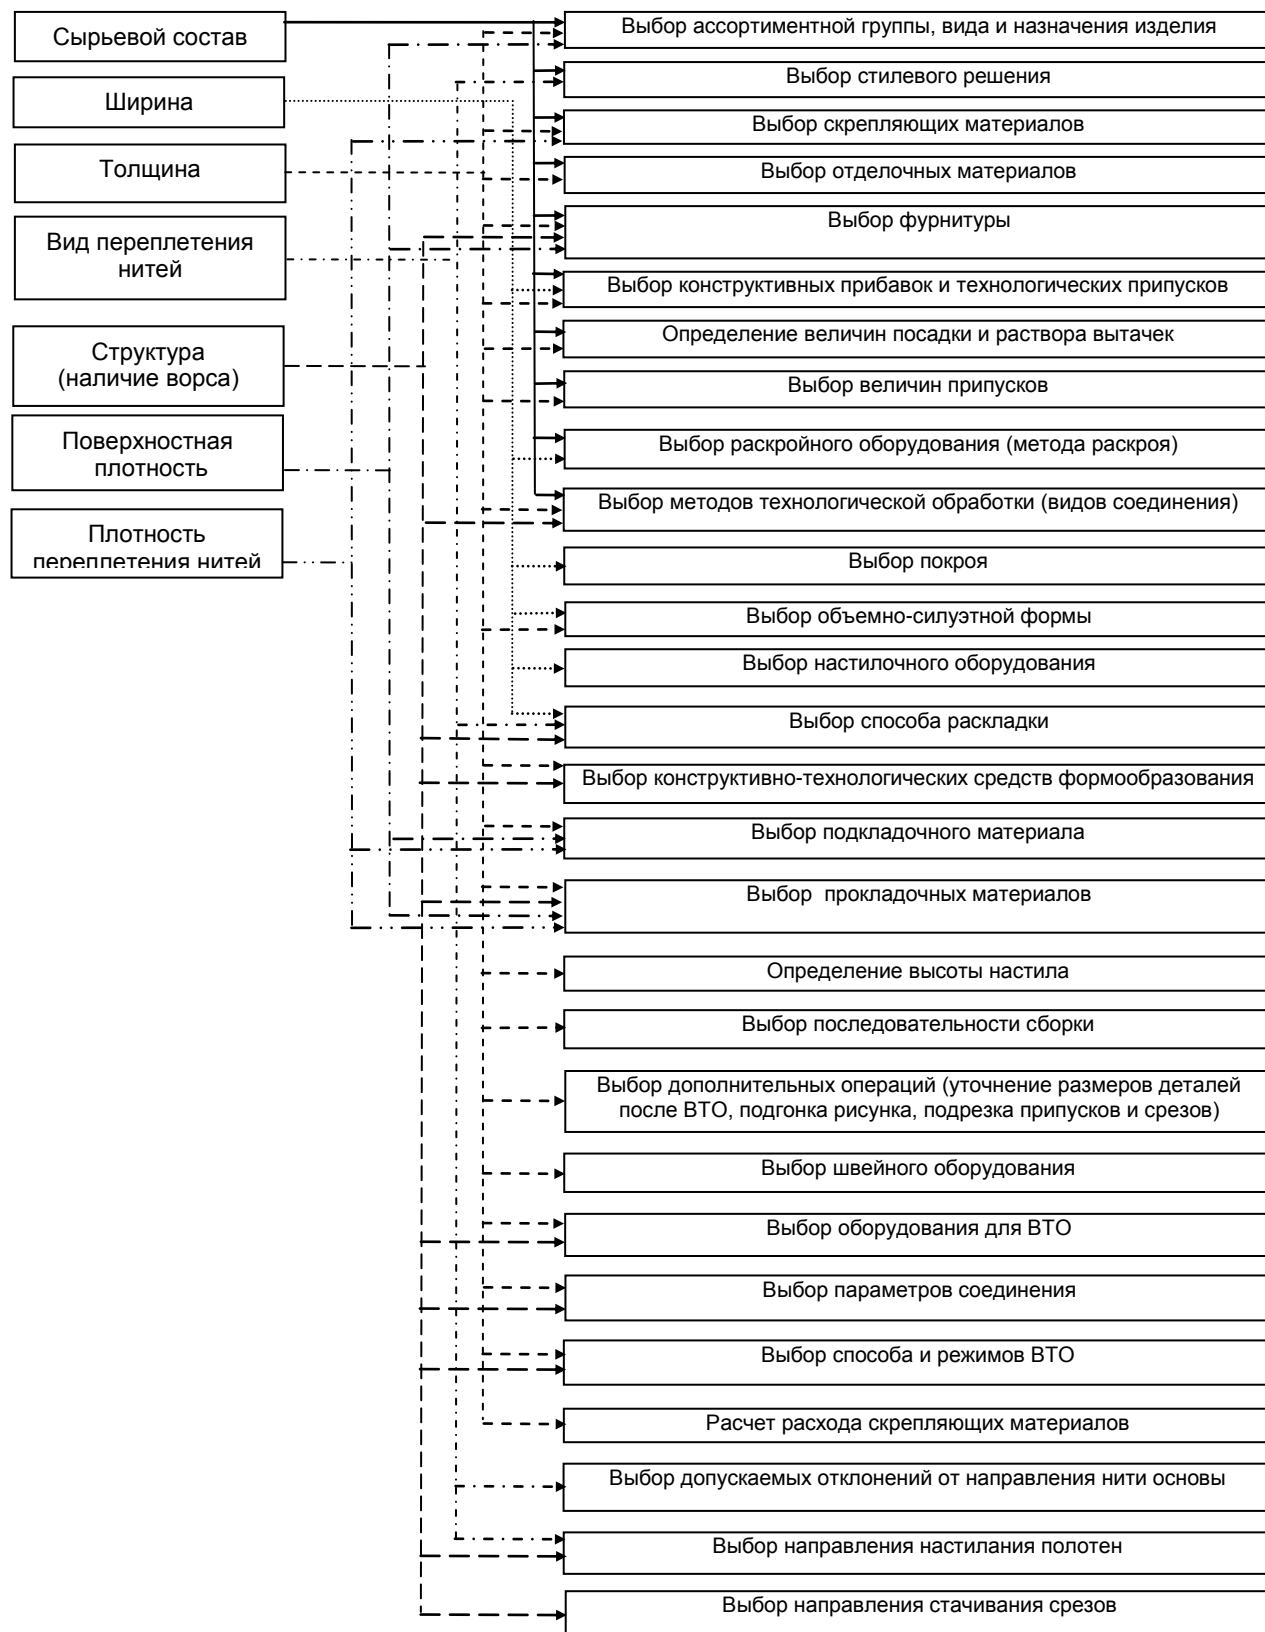 Сырьевой состав
Ширина
Толщина
Вид переплетения
нитей
Структура
(наличие ворса)
Поверхностная
плотность
Плотность
переплетения нитей
Выбор ассортиментной группы, вида и назначения изделия
Выбор стилевого решения
Выбор скрепляющих материалов
Выбор отделочных материалов
Выбор фурнитуры
Выбор конструктивных прибавок и технологических припусков
Определение величин посадки и раствора вытачек
Выбор величин припусков
Выбор раскройного оборудования (метода раскроя)
Выбор методов технологической обработки (видов соединения)
Выбор покроя
Выбор объемно-силуэтной формы
Выбор настилочного оборудования
Выбор способа раскладки
Выбор конструктивно-технологических средств формообразования
Выбор подкладочного материала
Выбор прокладочных материалов
Определение высоты настила
Выбор последовательности сборки
Выбор дополнительных операций (уточнение размеров деталей
после ВТО, подгонка рисунка, подрезка припусков и срезов)
Выбор швейного оборудования
Выбор оборудования для ВТО
Выбор параметров соединения
Выбор способа и режимов ВТО
Расчет расхода скрепляющих материалов
Выбор допускаемых отклонений от направления нити основы
Выбор направления настилания полотен
Выбор направления стачивания срезов